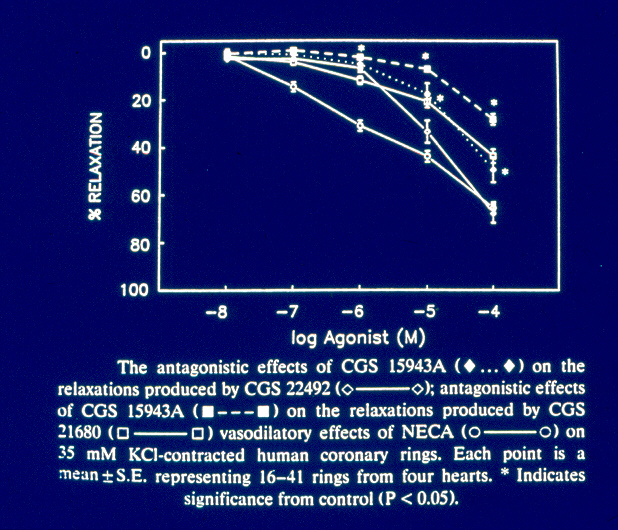 0
20
40
60
80
100
% RELAXATION
-8 -7 -6 -5 -4
log Agonist (M)
* * * * *
The antagonistic effects of CGS 15943A (◆...◆) on the
relaxations produced by CGS 22492 (◇——◇); antagonistic effects
of CGS 15943A (■---■) on the relaxations produced by CGS
21680 (□——□) vasodilatory effects of NECA (○——○) on
35 mM KCl-contracted human coronary rings. Each point is a
mean ± S.E. representing 16–41 rings from four hearts. * Indicates
significance from control (P < 0.05).